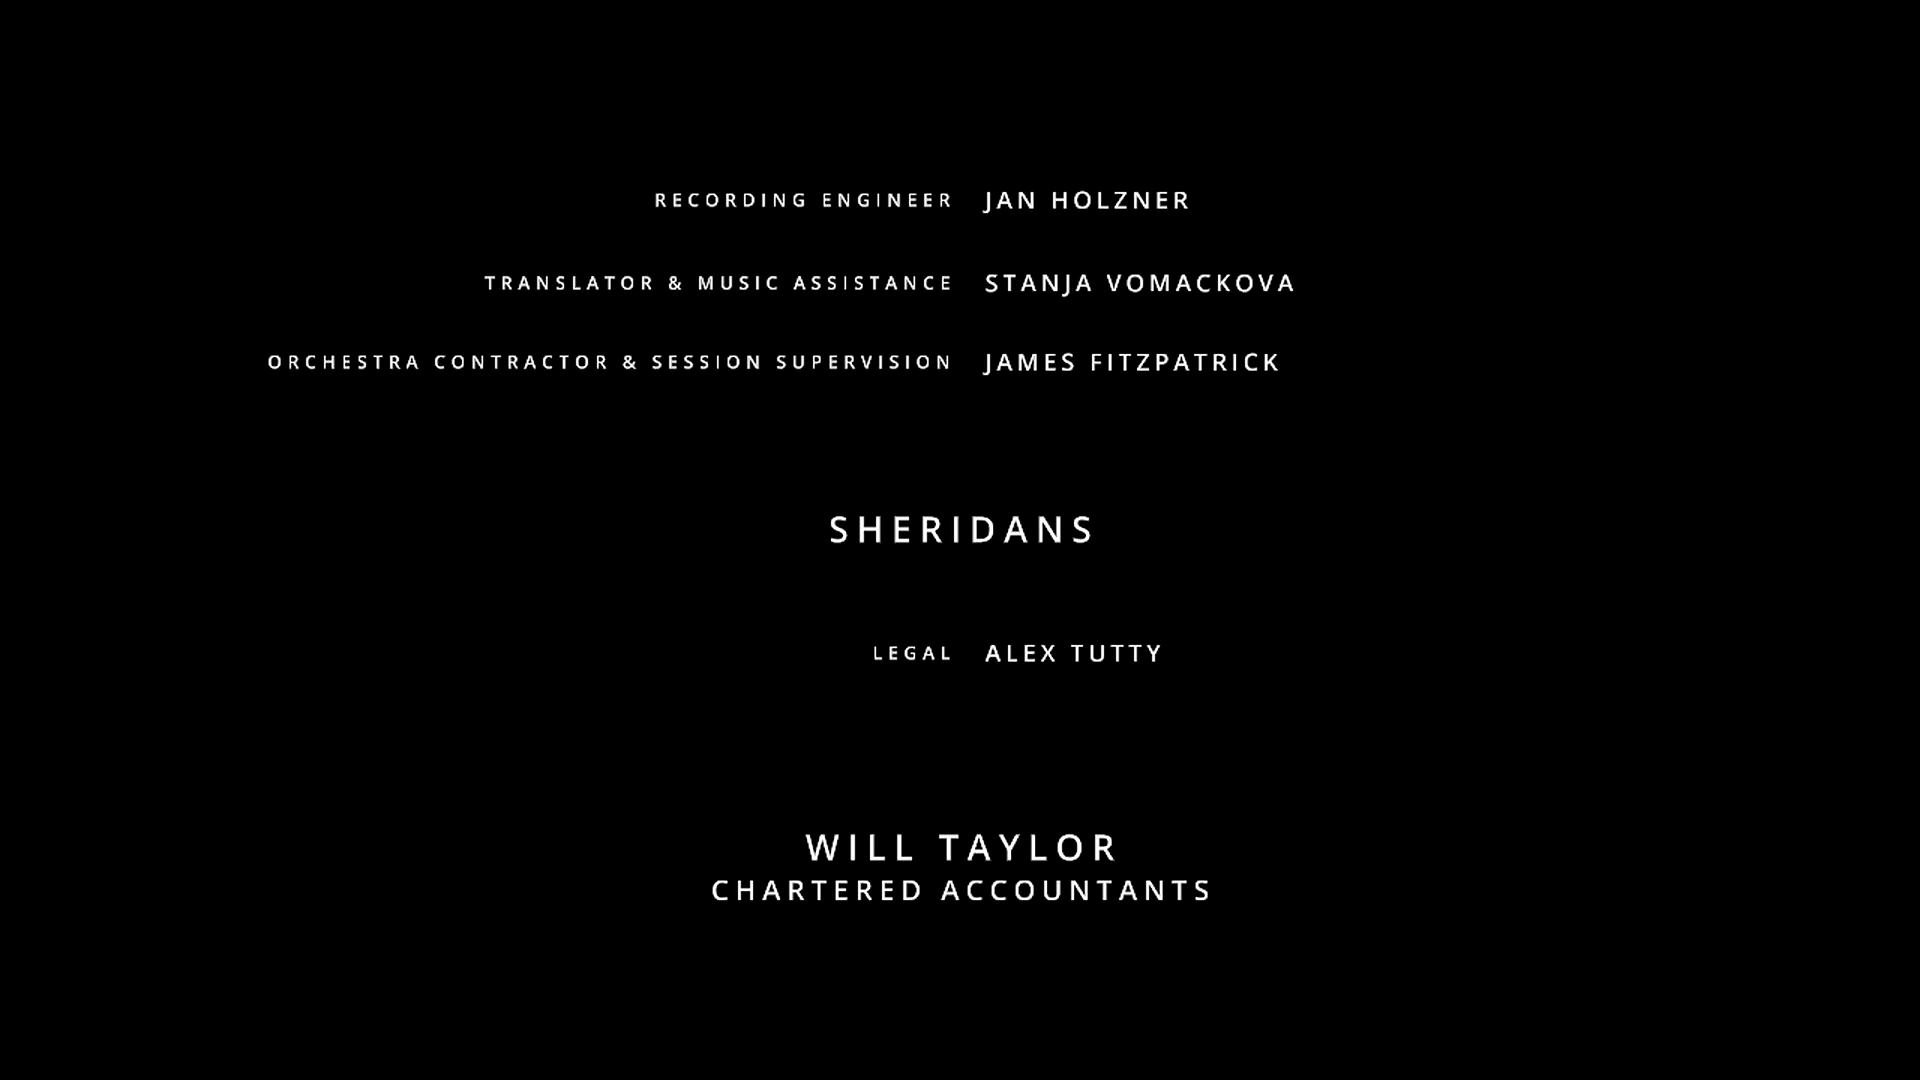 RECORDING ENGINEER JAN HOLZNER
TRANSLATOR & MUSIC ASSISTANCE STANJA VOMACKOVA
ORCHESTRA CONTRACTOR & SESSION SUPERVISION JAMES FITZPATRICK
SHERIDANS
LEGAL ALEX TUTTY
WILL TAYLOR
CHARTERED ACCOUNTANTS